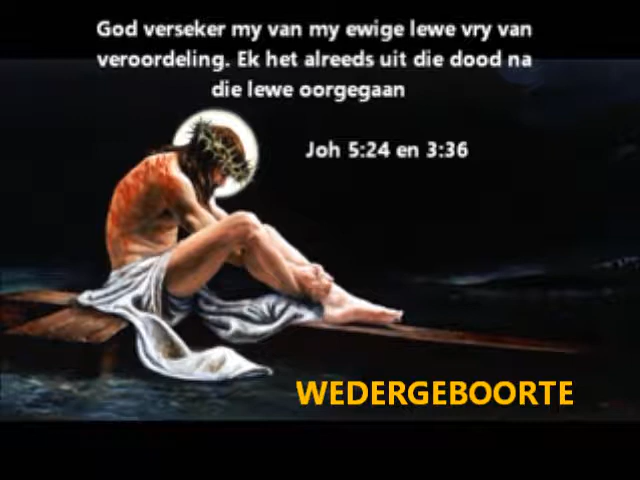 God verseker my van my ewige lewe vry van
veroordeling. Ek het alreeds uit die dood na
die lewe oorgegaan
Joh 5:24 en 3:36
WEDERGEBOORTE